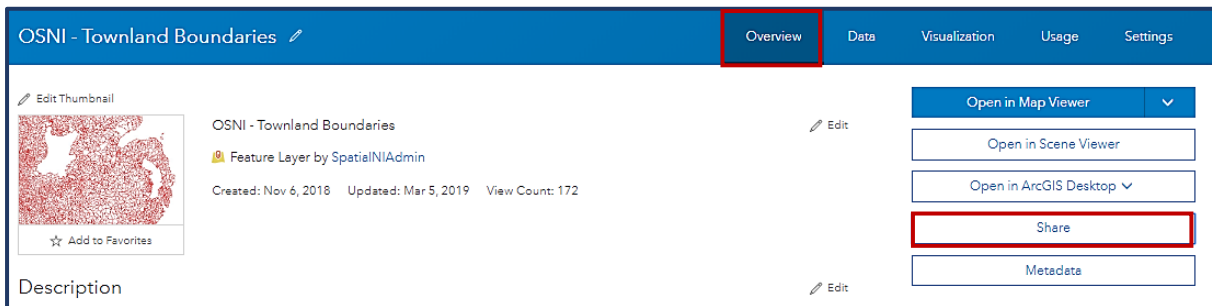 OSNI - Townland Boundaries
Overview
Data
Visualization
Usage
Settings
Edit Thumbnail
OSNI - Townland Boundaries
Edit
Feature Layer by SpatialNIAdmin
Created: Nov 6, 2018 Updated: Mar 5, 2019 View Count: 172
Add to Favorites
Open in Map Viewer
Open in Scene Viewer
Open in ArcGIS Desktop
Share
Metadata
Description
Edit